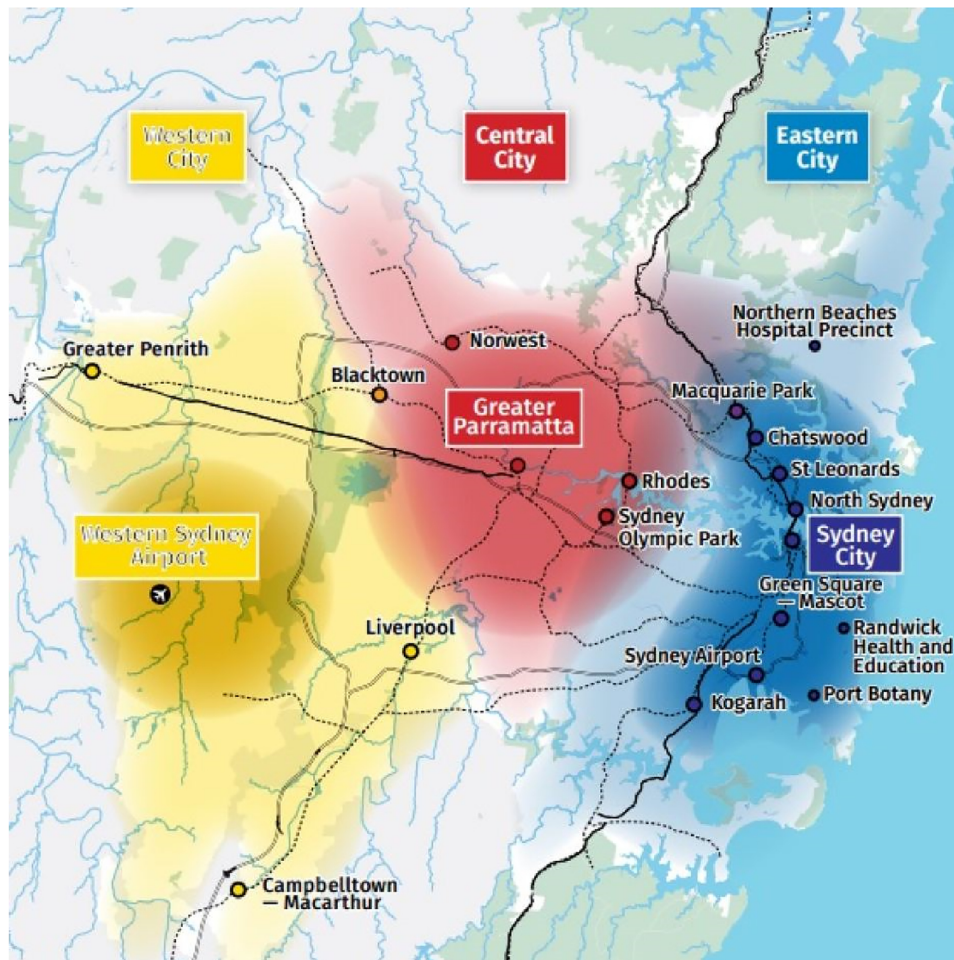 Western
City
Central
City
Eastern
City
Northern Beaches
Hospital Precinct
Greater Penrith
Norwest
Blacktown
Macquarie Park
Greater
Parramatta
Chatswood
St Leonards
Rhodes
North Sydney
Sydney
Olympic Park
Western Sydney
Airport
Sydney
City
Green Square
— Mascot
Liverpool
Randwick
Health and
Education
Sydney Airport
Port Botany
Kogarah
Campbelltown
— Macarthur